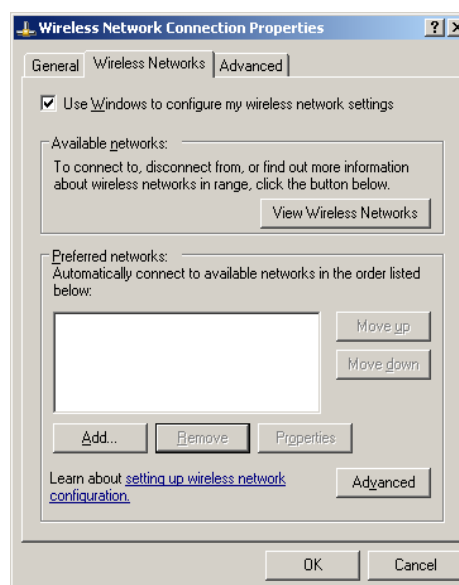 Wireless Network Connection Properties
General Wireless Networks Advanced
Use Windows to configure my wireless network settings
Available networks:
To connect to, disconnect from, or find out more information
about wireless networks in range, click the button below.
View Wireless Networks
Preferred networks:
Automatically connect to available networks in the order listed
below:
Move up
Move down
Add... Remove Properties
Learn about setting up wireless network
configuration.
Advanced
OK Cancel